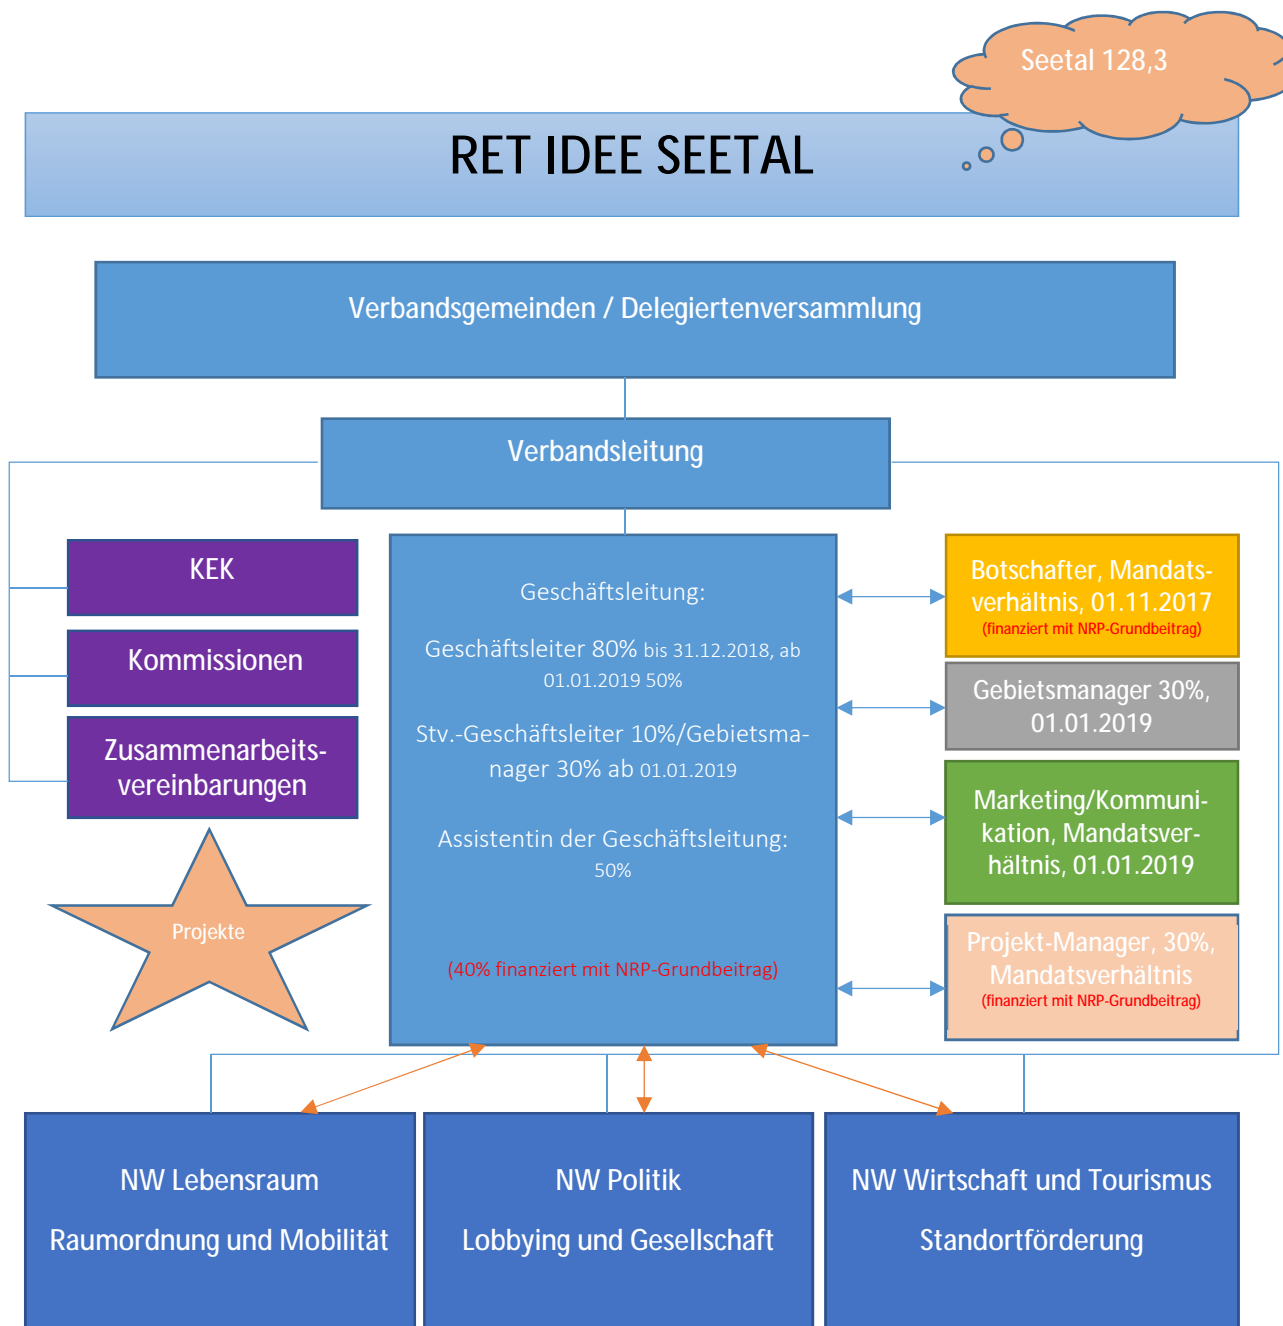 Seetal 128,3
RET IDEE SEETAL
Verbandsgemeinden / Delegiertenversammlung
Verbandsleitung
KEK
Kommissionen
Zusammenarbeits-
vereinbarungen
Projekte
Geschäftsleitung:
Geschäftsleiter 80% bis 31.12.2018, ab
01.01.2019 50%
Stv.-Geschäftsleiter 10%/Gebietsma-
nager 30% ab 01.01.2019
Assistentin der Geschäftsleitung:
50%
(40% finanziert mit NRP-Grundbeitrag)
Botschafter, Mandats-
verhältnis, 01.11.2017
(finanziert mit NRP-Grundbeitrag)
Gebietsmanager 30%,
01.01.2019
Marketing/Kommuni-
kation, Mandatsver-
hältnis, 01.01.2019
Projekt-Manager, 30%,
Mandatsverhältnis
(finanziert mit NRP-Grundbeitrag)
NW Lebensraum
Raumordnung und Mobilität
NW Politik
Lobbying und Gesellschaft
NW Wirtschaft und Tourismus
Standortförderung